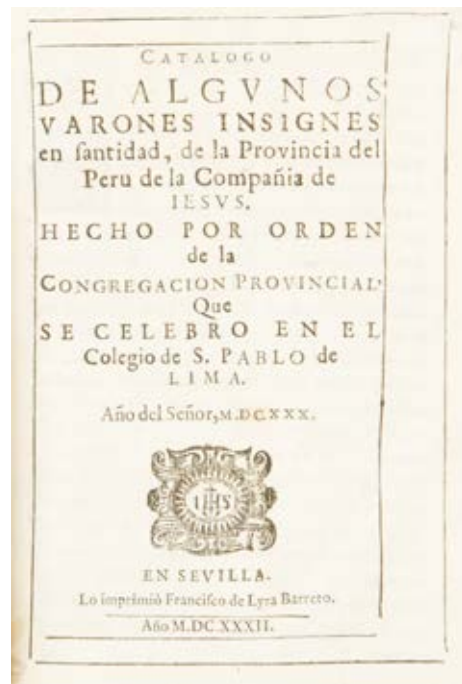 CATALOGO
DE ALGVNOS
VARONES INSIGNES
en ſantidad, de la Provincia del
Peru de la Compañia de
IESVS.
HECHO POR ORDEN
de la
CONGREGACION PROVINCIAL,
Que
SE CELEBRO EN EL
Colegio de S. PABLO de
LIMA.
Año del Señor, M.DCXXX.
IHS
EN SEVILLA.
Lo imprimiò Franciſco de Lyra Barreto.
Año M.DC XXXII.